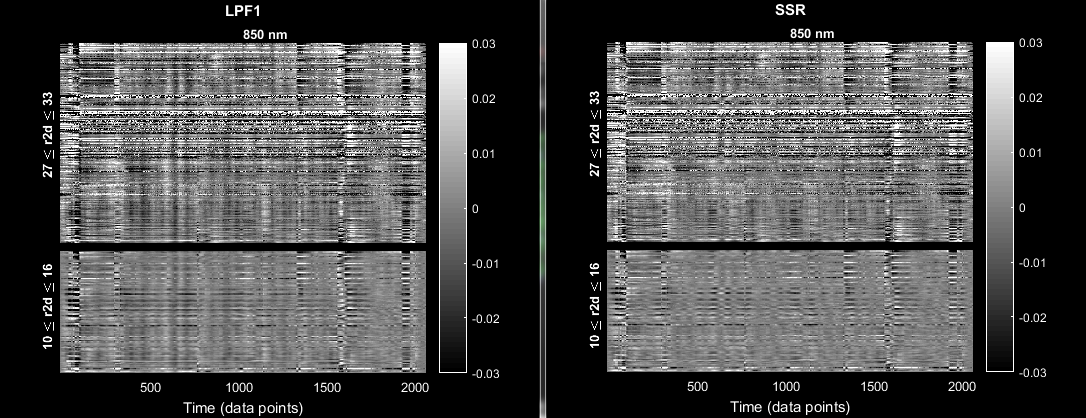 LPF1
850 nm
27 ≤ r2d ≤ 33
10 ≤ r2d ≤ 16
0.03
0.02
0.01
0
-0.01
-0.02
-0.03
500 1000 1500 2000
Time (data points)
SSR
850 nm
27 ≤ r2d ≤ 33
10 ≤ r2d ≤ 16
0.03
0.02
0.01
0
-0.01
-0.02
-0.03
500 1000 1500 2000
Time (data points)